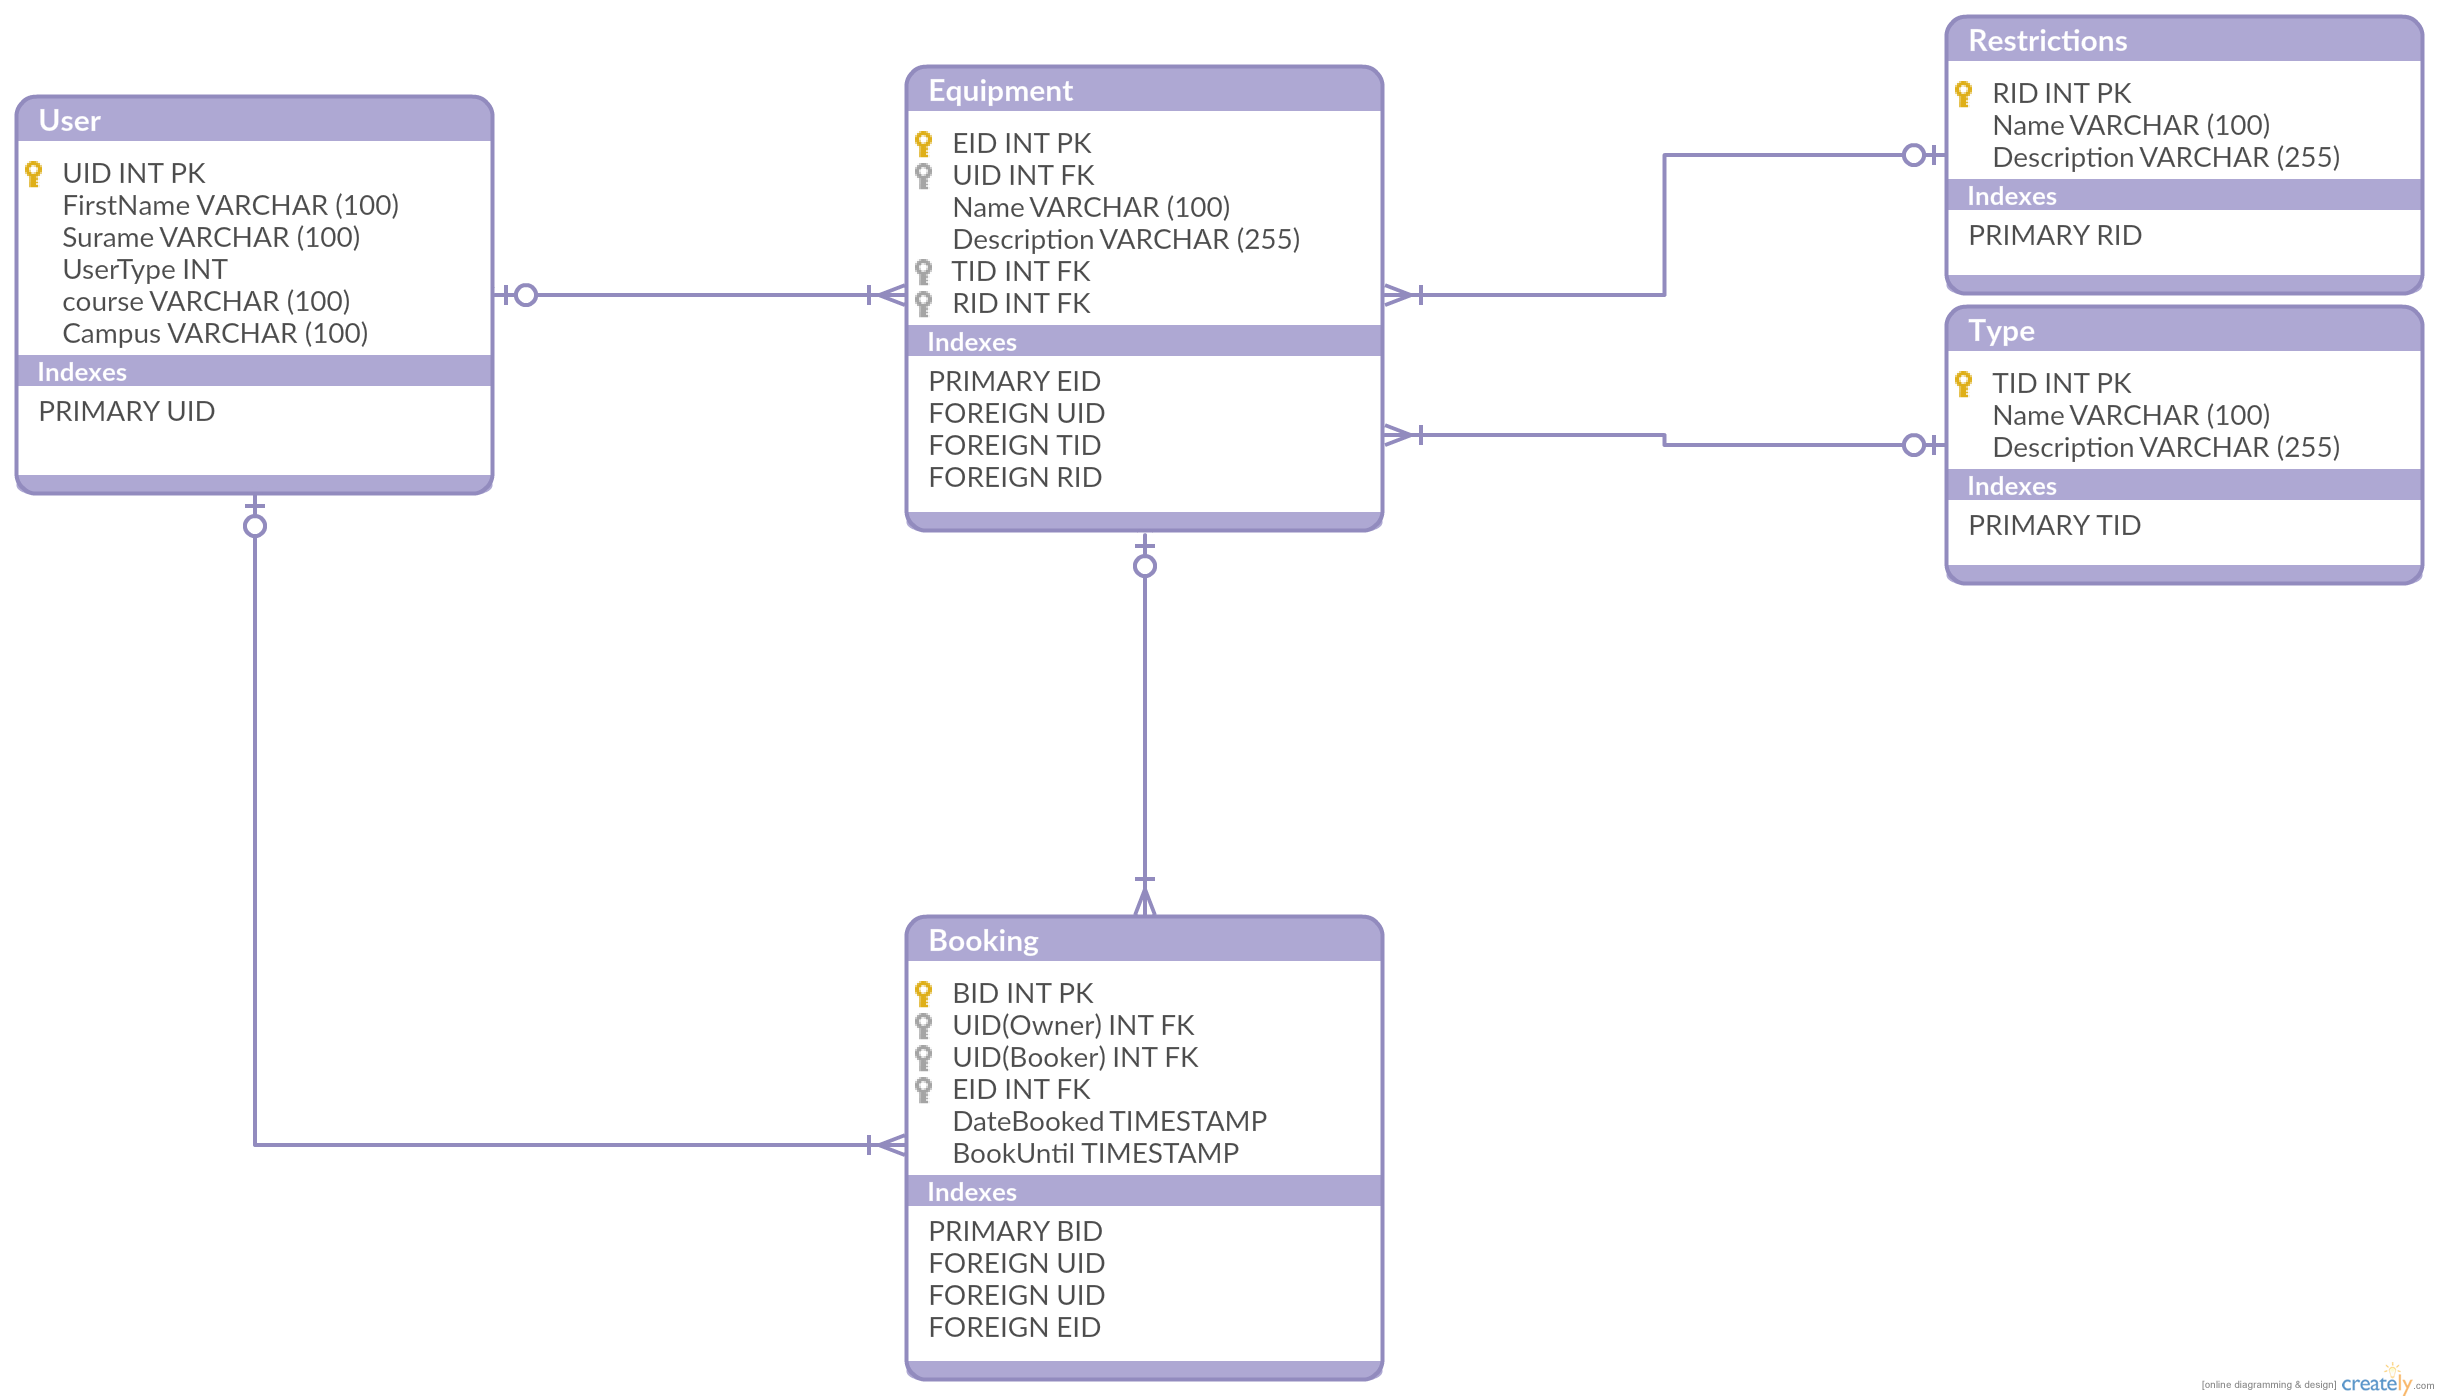 User
UID INT PK
FirstName VARCHAR (100)
Surame VARCHAR (100)
UserType INT
course VARCHAR (100)
Campus VARCHAR (100)
Indexes
PRIMARY UID
Equipment
EID INT PK
UID INT FK
Name VARCHAR (100)
Description VARCHAR (255)
TID INT FK
RID INT FK
Indexes
PRIMARY EID
FOREIGN UID
FOREIGN TID
FOREIGN RID
Restrictions
RID INT PK
Name VARCHAR (100)
Description VARCHAR (255)
Indexes
PRIMARY RID
Type
TID INT PK
Name VARCHAR (100)
Description VARCHAR (255)
Indexes
PRIMARY TID
Booking
BID INT PK
UID(Owner) INT FK
UID(Booker) INT FK
EID INT FK
DateBooked TIMESTAMP
BookUntil TIMESTAMP
Indexes
PRIMARY BID
FOREIGN UID
FOREIGN UID
FOREIGN EID
[online diagramming & design] creately.com